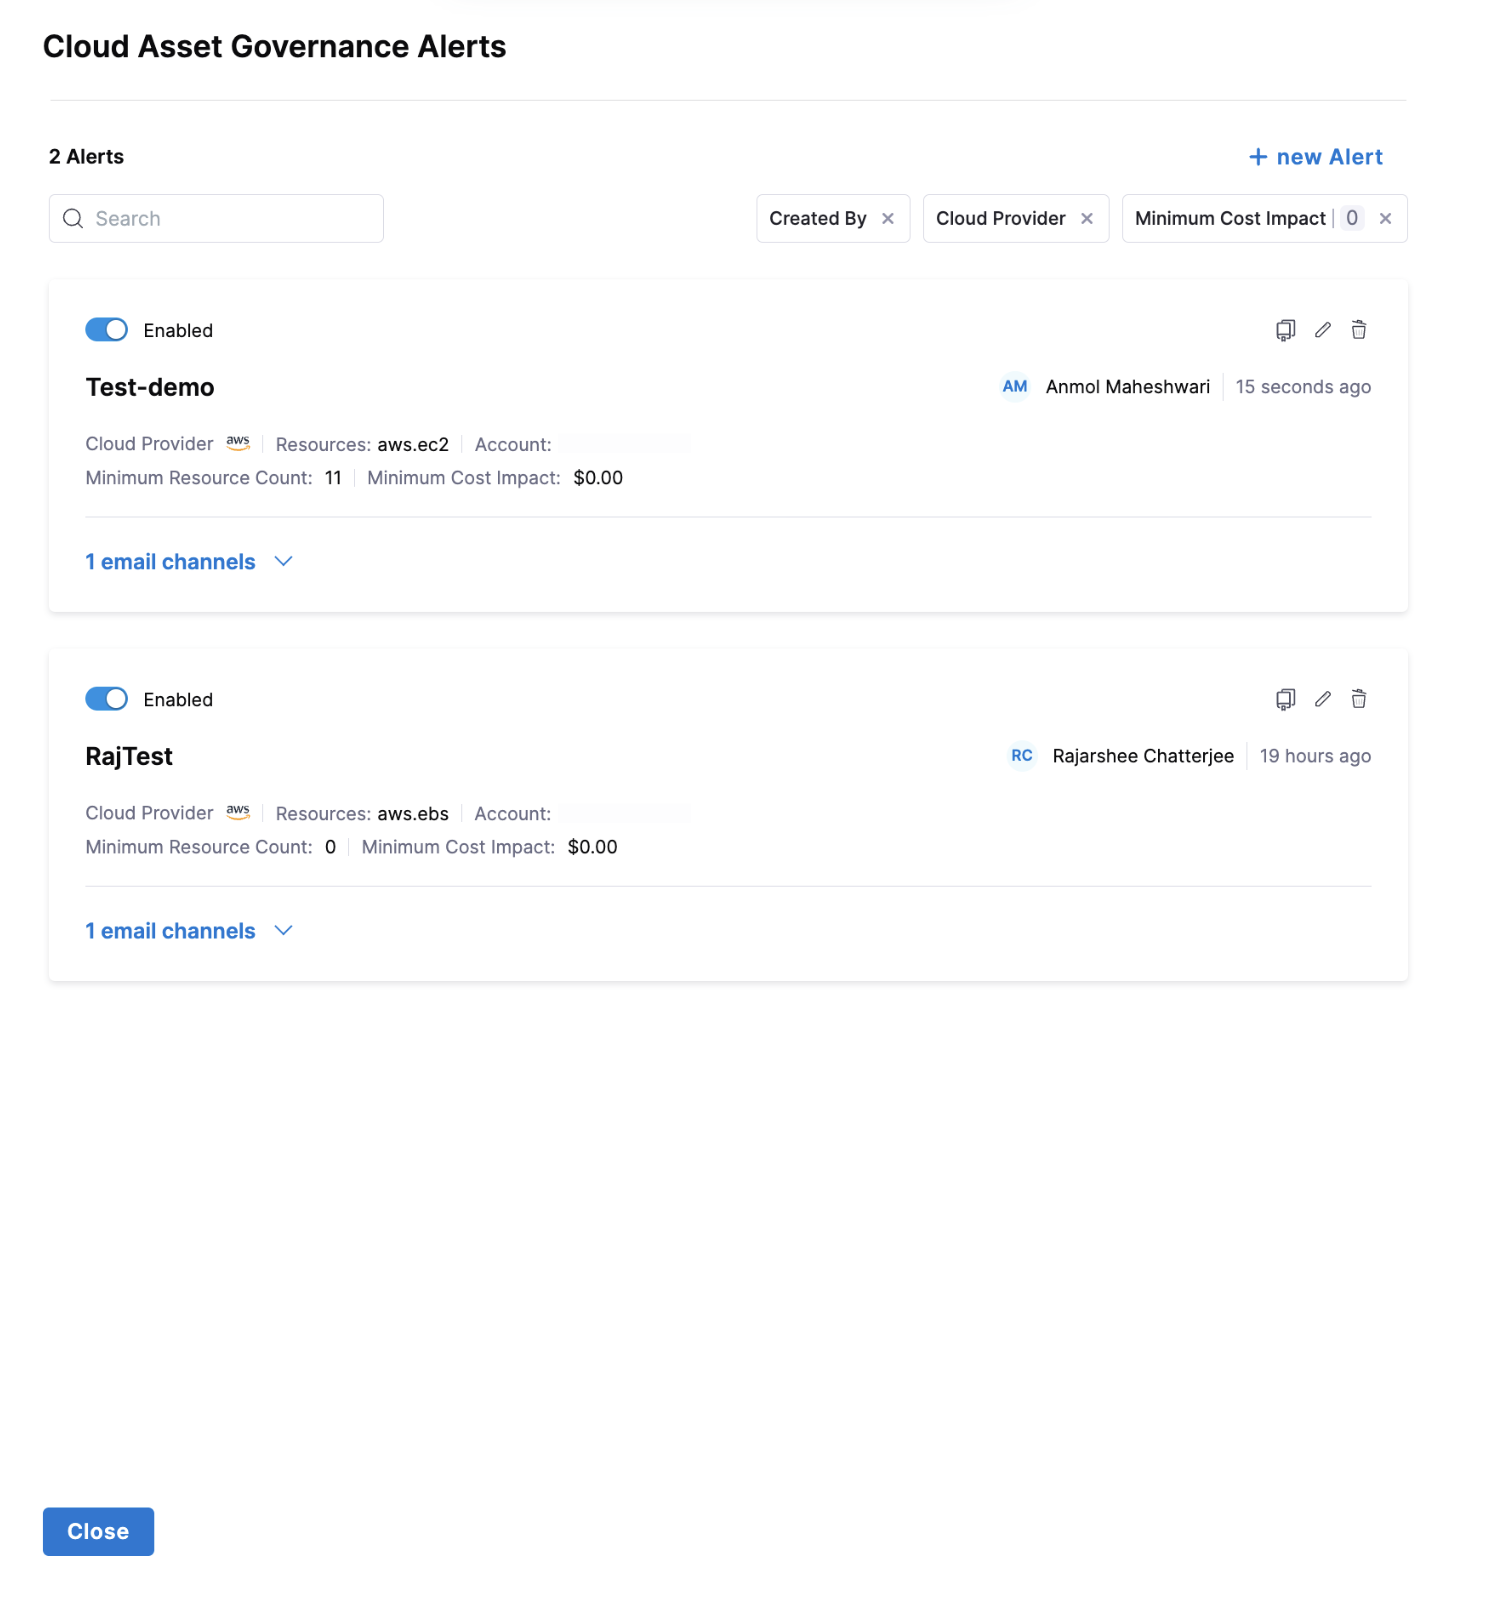 Cloud Asset Governance Alerts
2 Alerts
+ new Alert
Search
Created By ×
Cloud Provider ×
Minimum Cost Impact | 0 ×
Enabled
Test-demo
AM Anmol Maheshwari 15 seconds ago
Cloud Provider aws Resources: aws.ec2 Account:
Minimum Resource Count: 11 Minimum Cost Impact: $0.00
1 email channels
Enabled
RajTest
RC Rajarshee Chatterjee 19 hours ago
Cloud Provider aws Resources: aws.ebs Account:
Minimum Resource Count: 0 Minimum Cost Impact: $0.00
1 email channels
Close